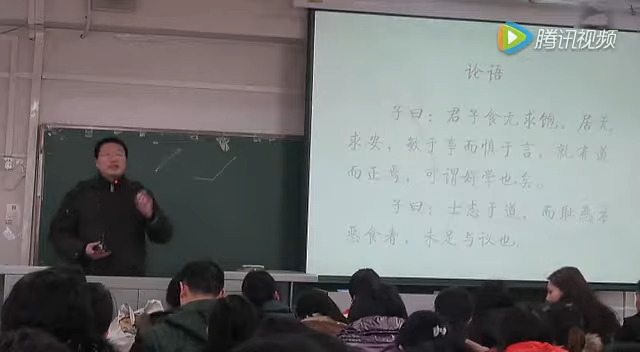 腾讯视频
论语
子曰：君子食无求饱，居无
求安，敏于事而慎于言，就有道
而正焉，可谓好学也矣。
子曰：士志于道，而耻恶衣
恶食者，未足与议也